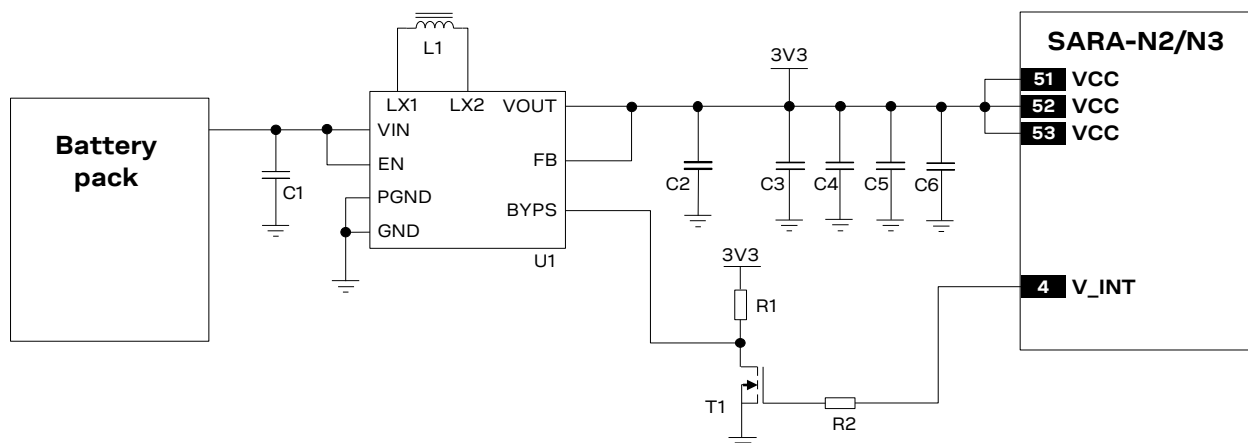 L1
SARA-N2/N3
3V3
51 VCC
52 VCC
53 VCC
Battery
pack
LX1 LX2 VOUT
VIN
EN
FB
PGND
BYPS
GND
U1
C1
C2
C3
C4
C5
C6
3V3
R1
4 V_INT
T1
R2